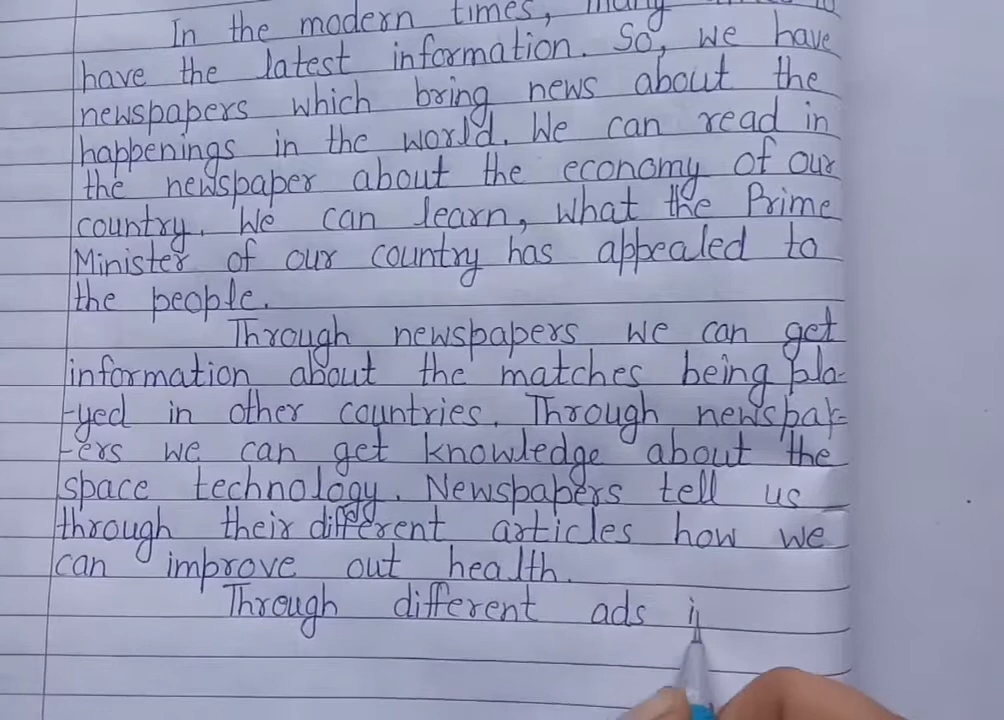 In the modern times, many
have the latest information. So, we have
newspapers which bring news about the
happenings in the world. We can read in
the newspaper about the economy of our
country. We can learn, what the Prime
Minister of our country has appealed to
the people.
Through newspapers we can get
information about the matches being pla-
-yed in other countries. Through newspap-
-ers we can get knowledge about the
space technology. Newspapers tell us
through their different articles how we
can improve out health.
Through different ads i